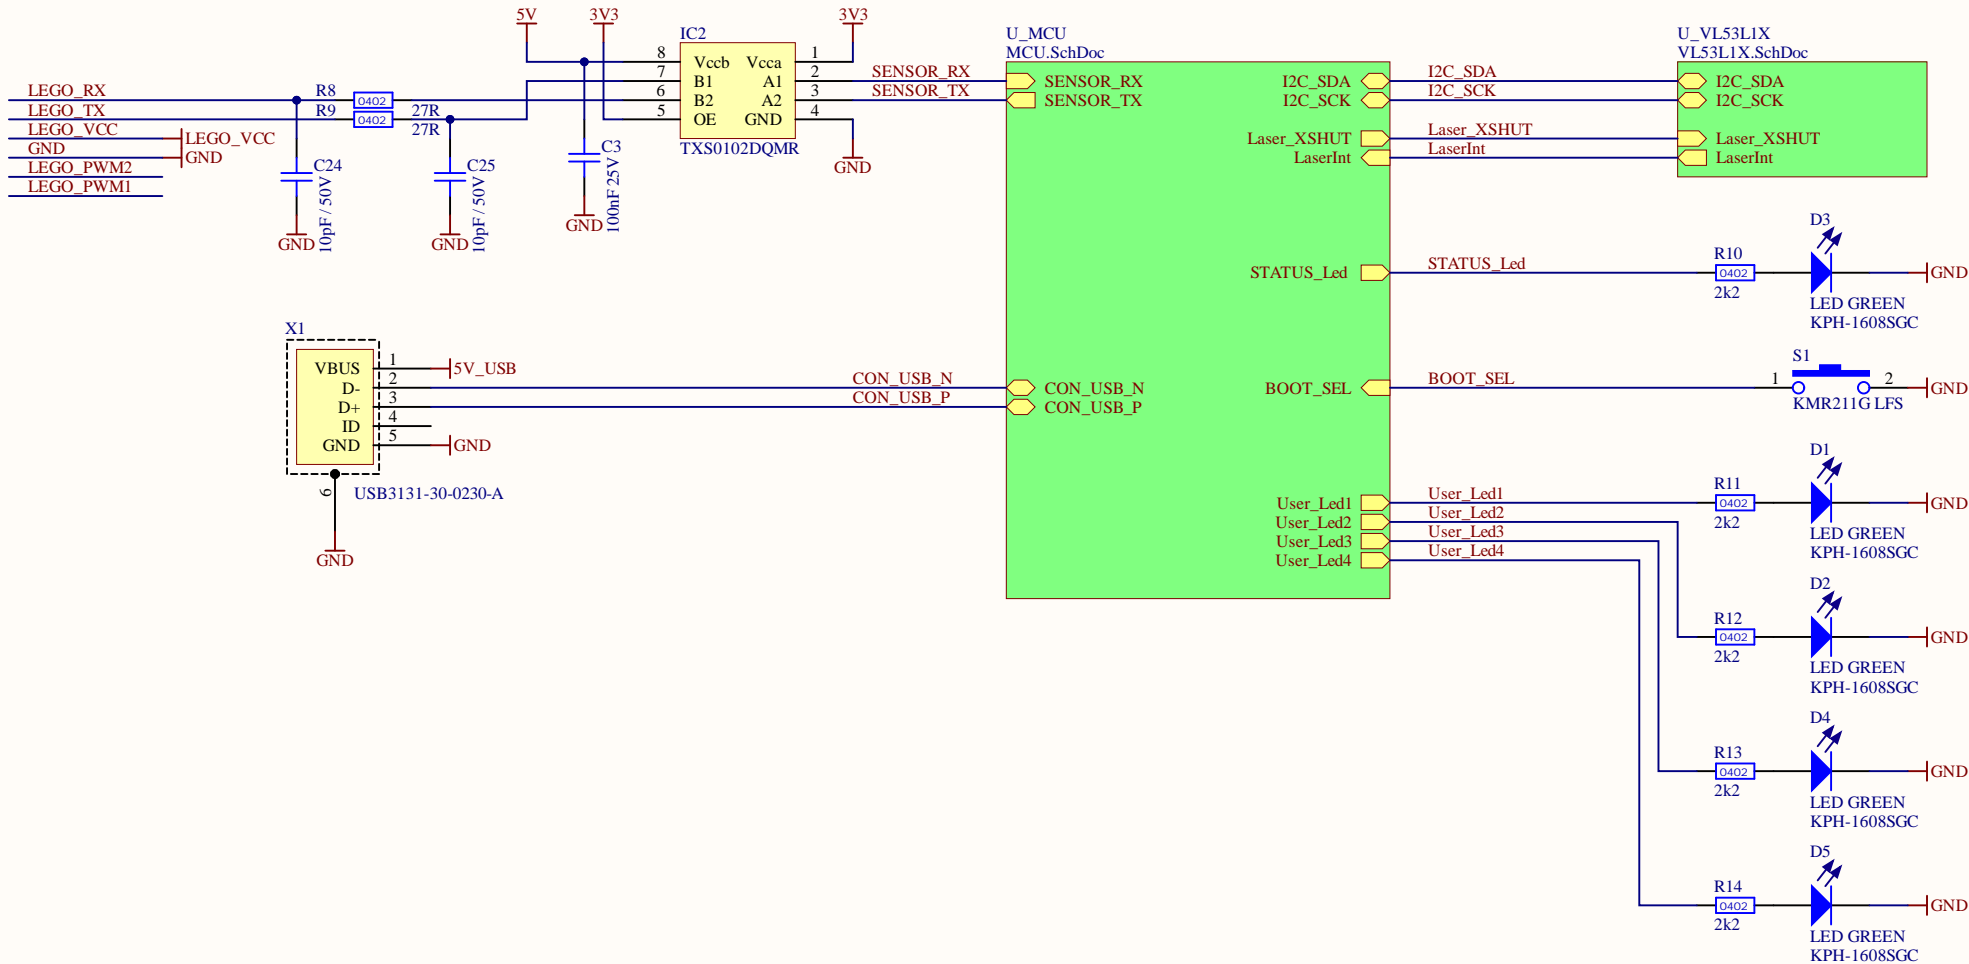 5V
3V3
3V3
IC2
8
Vccb
Vcca
1
7
B1
A1
2
6
B2
A2
3
5
OE
GND
4
TXS0102DQMR
SENSOR_RX
SENSOR_TX
GND
LEGO_RX
LEGO_TX
LEGO_VCC
GND
LEGO_PWM2
LEGO_PWM1
LEGO_VCC
GND
R8
0402
27R
R9
0402
27R
C24
10pF / 50V
GND
C25
10pF / 50V
GND
C3
100nF 25V
GND
U_MCU
MCU.SchDoc
SENSOR_RX
SENSOR_TX
CON_USB_N
CON_USB_P
I2C_SDA
I2C_SCK
Laser_XSHUT
LaserInt
STATUS_Led
BOOT_SEL
User_Led1
User_Led2
User_Led3
User_Led4
I2C_SDA
I2C_SCK
Laser_XSHUT
LaserInt
STATUS_Led
BOOT_SEL
User_Led1
User_Led2
User_Led3
User_Led4
U_VL53L1X
VL53L1X.SchDoc
I2C_SDA
I2C_SCK
Laser_XSHUT
LaserInt
X1
VBUS
1
5V_USB
D-
2
D+
3
ID
4
GND
5
GND
6
USB3131-30-0230-A
GND
CON_USB_N
CON_USB_P
D3
R10
0402
2k2
GND
LED GREEN
KPH-1608SGC
S1
1
2
GND
KMR211G LFS
D1
R11
0402
2k2
GND
LED GREEN
KPH-1608SGC
D2
R12
0402
2k2
GND
LED GREEN
KPH-1608SGC
D4
R13
0402
2k2
GND
LED GREEN
KPH-1608SGC
D5
R14
0402
2k2
GND
LED GREEN
KPH-1608SGC